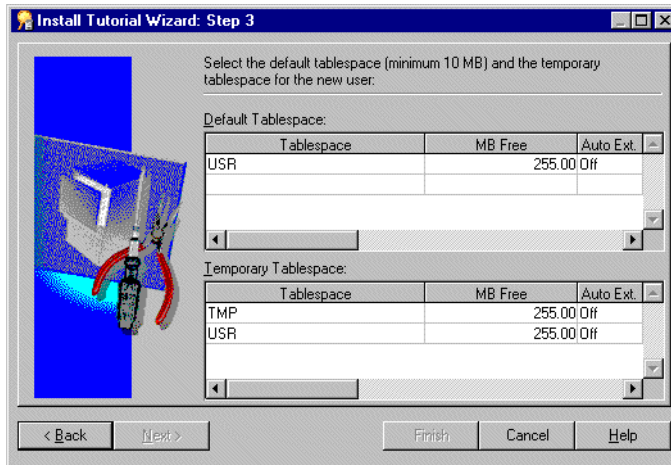 Install Tutorial Wizard: Step 3
Select the default tablespace (minimum 10 MB) and the temporary
tablespace for the new user:
Default Tablespace:
Tablespace MB Free Auto Ext.
USR 255.00 Off
Temporary Tablespace:
Tablespace MB Free Auto Ext.
TMP 255.00 Off
USR 255.00 Off
< Back Next > Finish Cancel Help